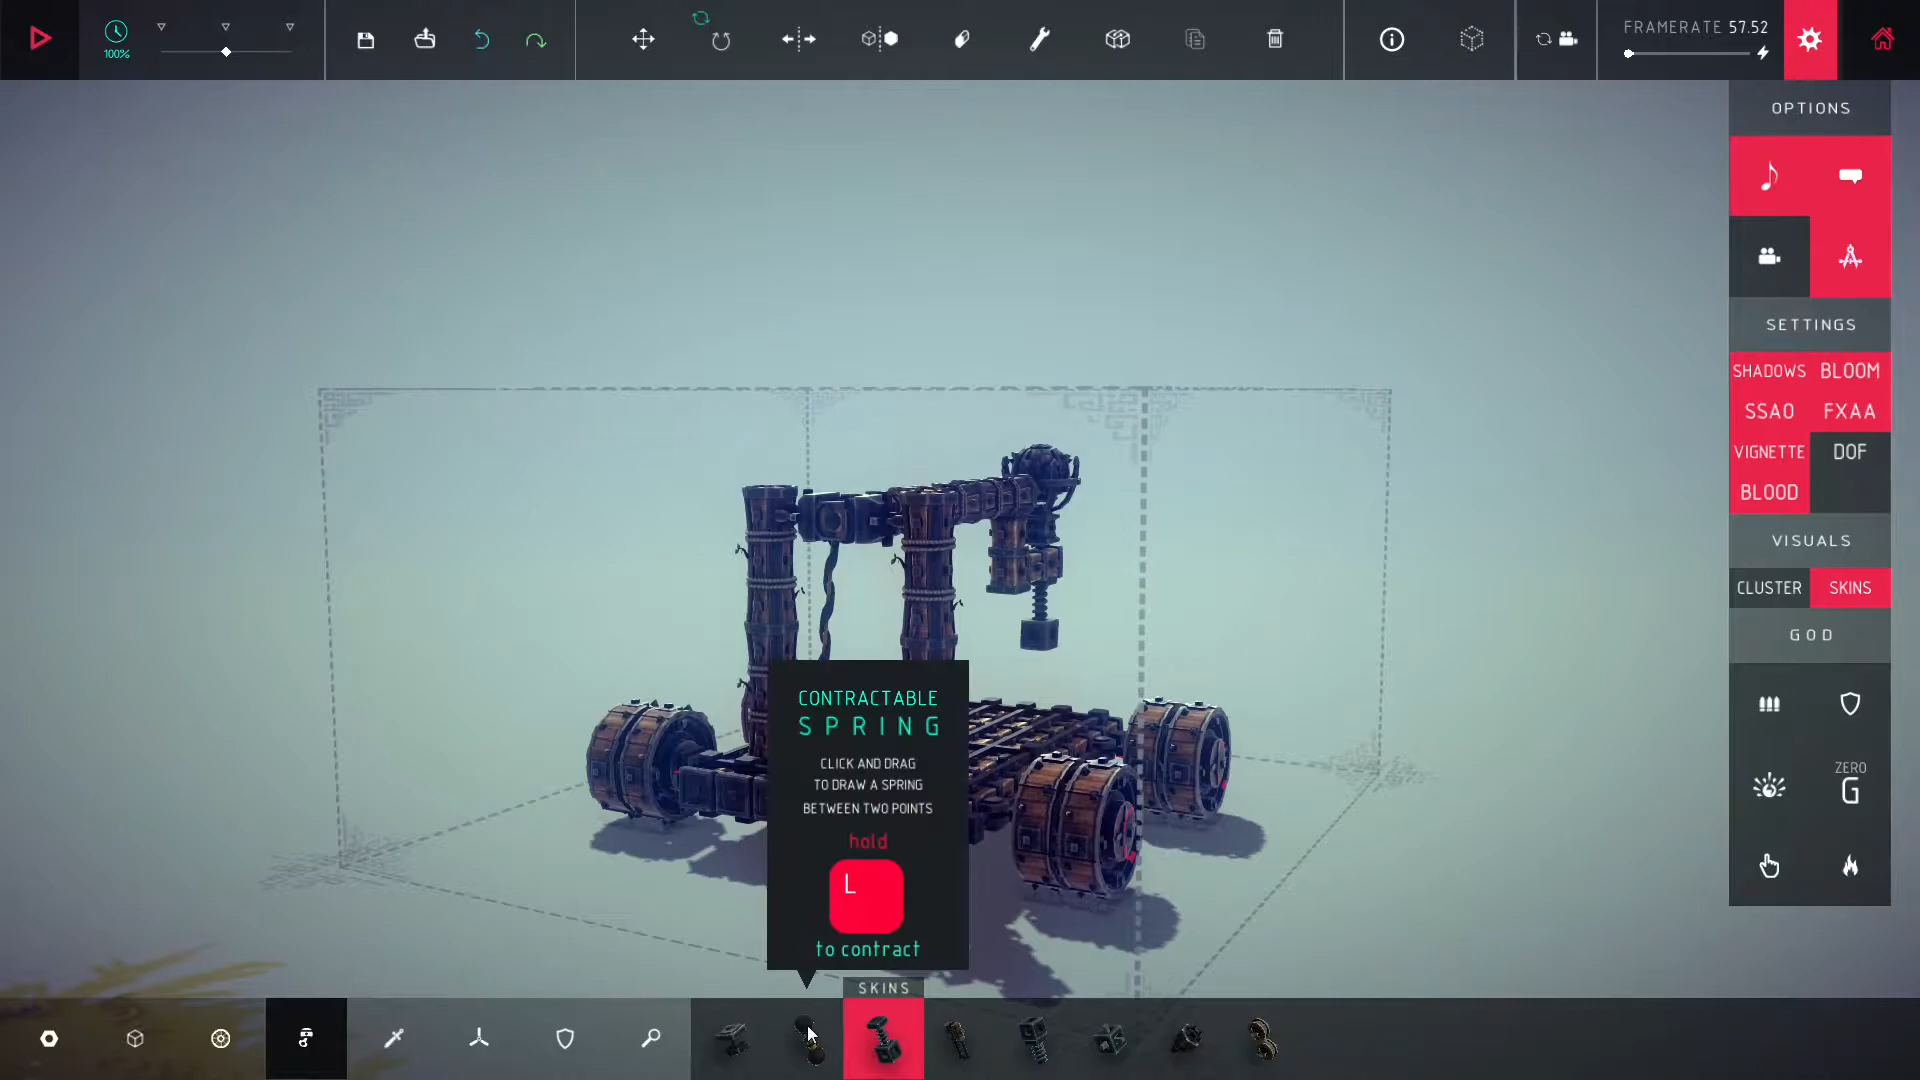 100%
FRAMERATE 57.52
OPTIONS
SETTINGS
SHADOWS BLOOM
SSAO FXAA
VIGNETTE DOF
BLOOD
VISUALS
CLUSTER SKINS
GOD
ZERO
G
CONTRACTABLE
SPRING
CLICK AND DRAG
TO DRAW A SPRING
BETWEEN TWO POINTS
hold
L
to contract
SKINS